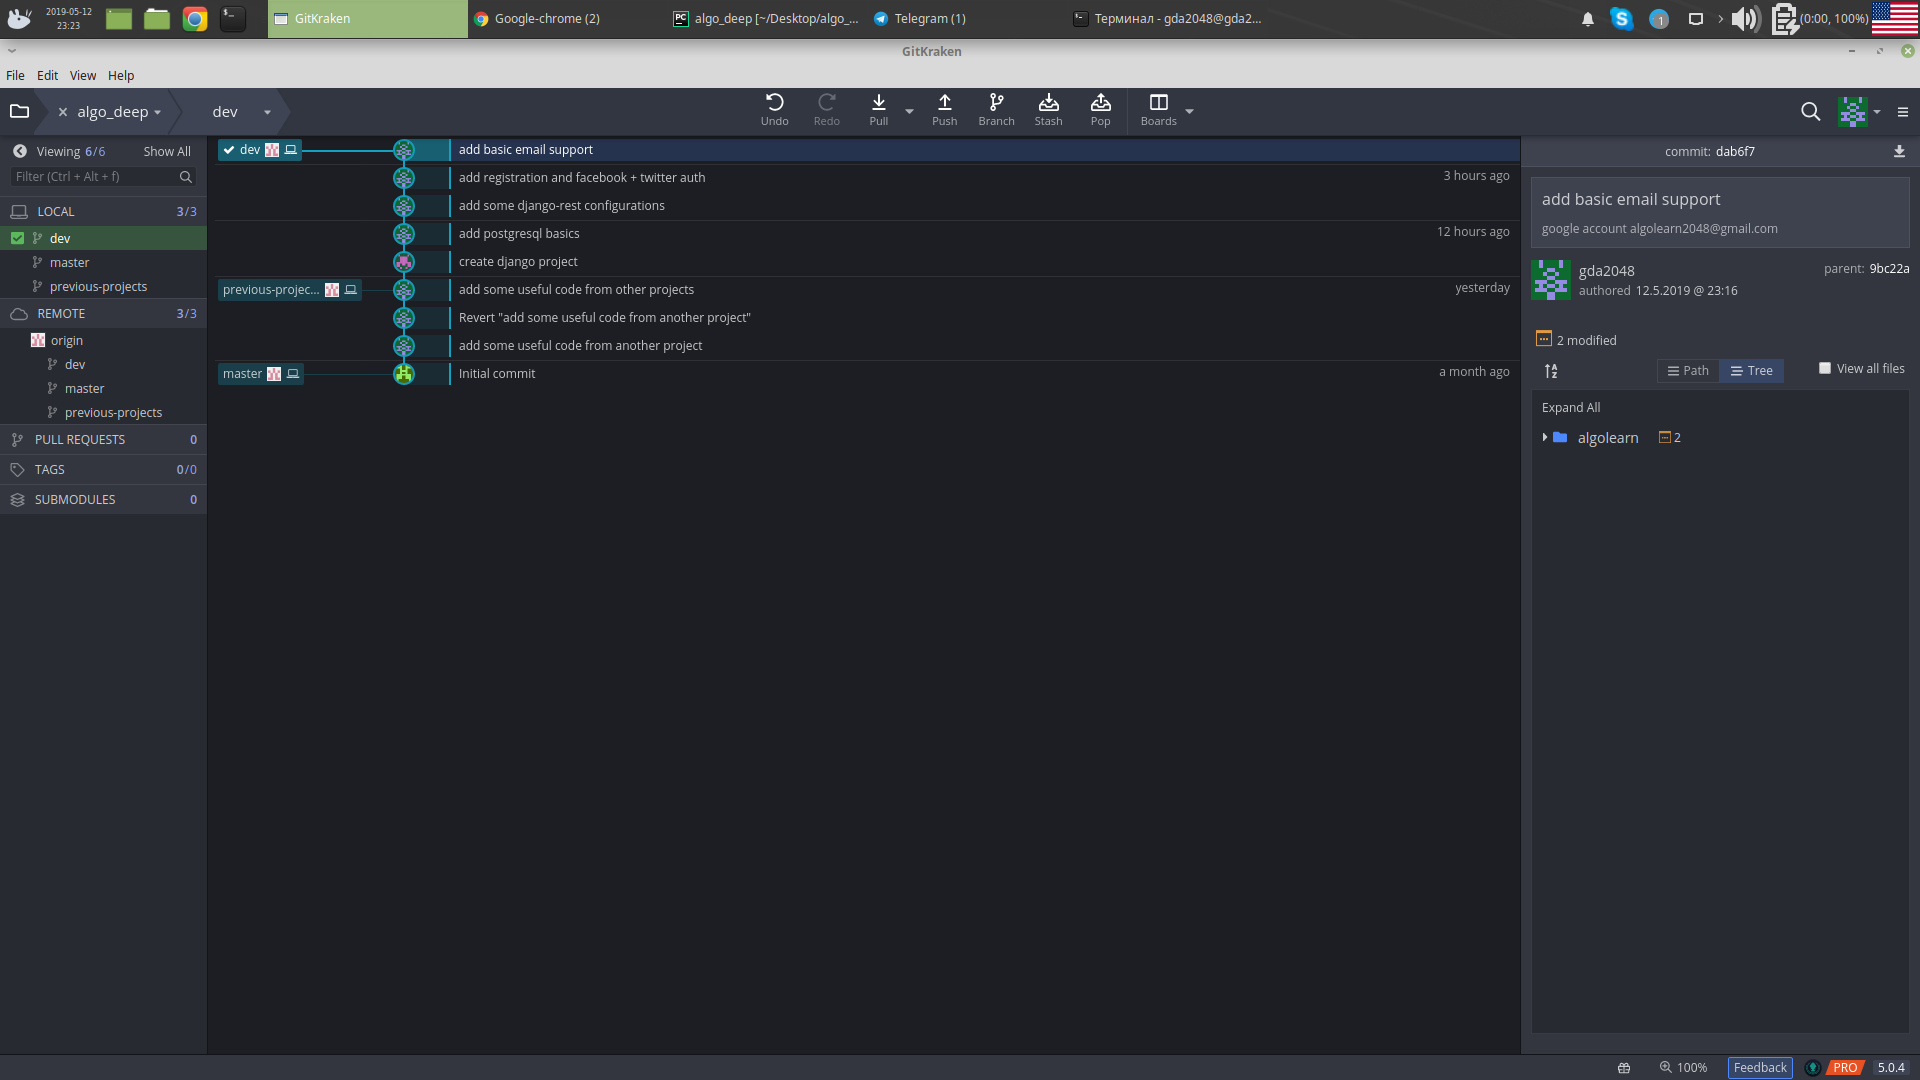 2019-05-12
23:23
GitKraken
Google-chrome (2)
algo_deep [~/Desktop/algo_...
Telegram (1)
Терминал - gda2048@gda2...
1
(0:00, 100%)
GitKraken
File Edit View Help
algo_deep
dev
Undo
Redo
Pull
Push
Branch
Stash
Pop
Boards
Viewing 6/6 Show All
Filter (Ctrl + Alt + f)
LOCAL 3/3
dev
master
previous-projects
REMOTE 3/3
origin
dev
master
previous-projects
PULL REQUESTS 0
TAGS 0/0
SUBMODULES 0
dev add basic email support
add registration and facebook + twitter auth 3 hours ago
add some django-rest configurations
add postgresql basics 12 hours ago
create django project
previous-projec... add some useful code from other projects yesterday
Revert "add some useful code from another project"
add some useful code from another project
master Initial commit a month ago
commit: dab6f7
add basic email support
google account algolearn2048@gmail.com
gda2048
parent: 9bc22a
authored 12.5.2019 @ 23:16
2 modified
Path
Tree
View all files
Expand All
algolearn 2
100%
Feedback
PRO
5.0.4